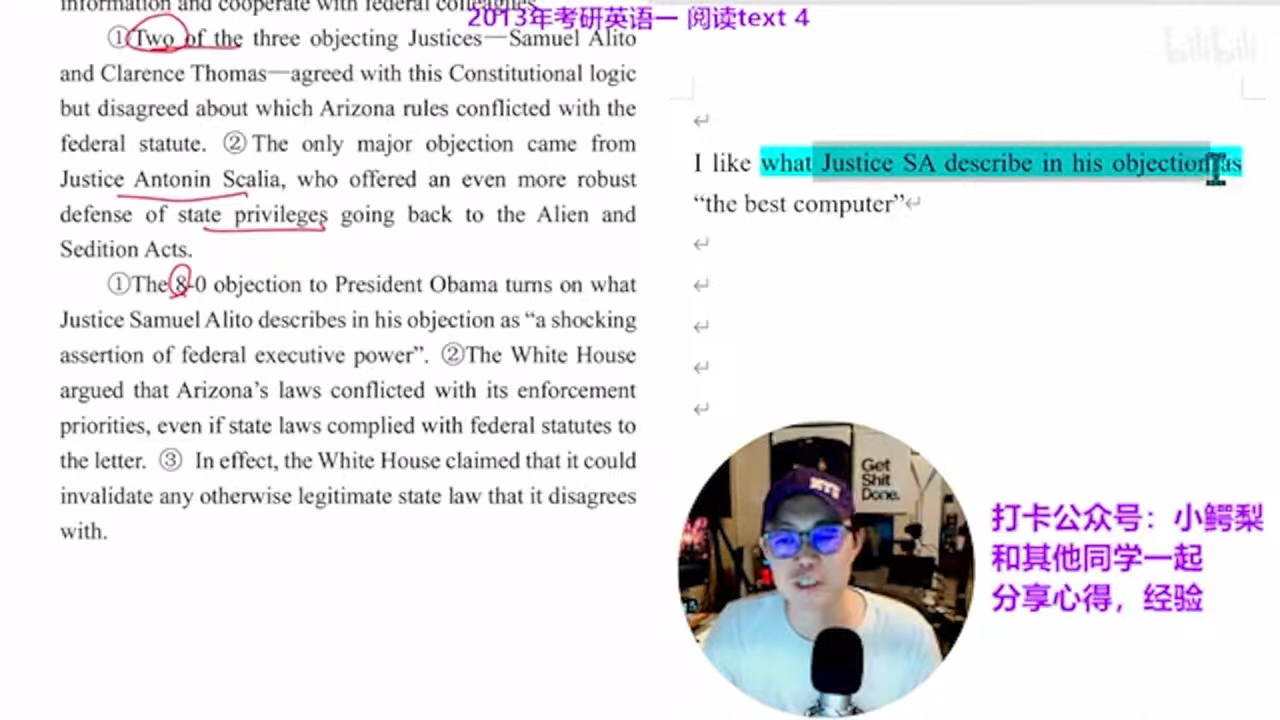 information and cooperate with federal colleagues.
2013年考研英语一 阅读text 4
①Two of the three objecting Justices—Samuel Alito
and Clarence Thomas—agreed with this Constitutional logic
but disagreed about which Arizona rules conflicted with the
federal statute. ②The only major objection came from
Justice Antonin Scalia, who offered an even more robust
defense of state privileges going back to the Alien and
Sedition Acts.
①The 8-0 objection to President Obama turns on what
Justice Samuel Alito describes in his objection as “a shocking
assertion of federal executive power”. ②The White House
argued that Arizona’s laws conflicted with its enforcement
priorities, even if state laws complied with federal statutes to
the letter. ③ In effect, the White House claimed that it could
invalidate any otherwise legitimate state law that it disagrees
with.
bilibili
I like what Justice SA describe in his objection as
“the best computer”
Get
Shit
Done.
打卡公众号：小鳄梨
和其他同学一起
分享心得，经验